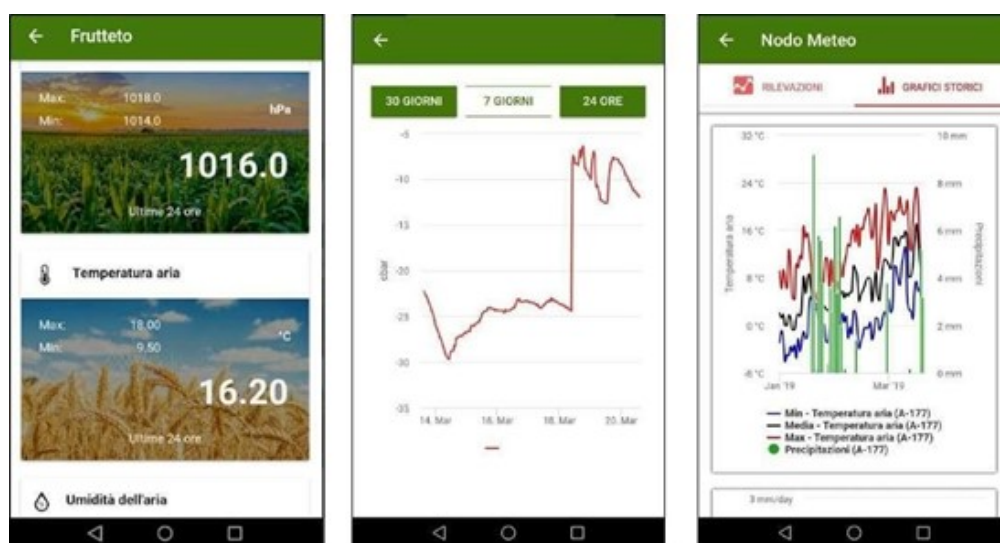 Frutteto
Max: 1018.0
Min: 1014.0
hPa
1016.0
Ultime 24 ore
Temperatura aria
Max: 18.00
Min: 9.50
°C
16.20
Ultime 24 ore
Umidità dell'aria
30 GIORNI
7 GIORNI
24 ORE
-5
-10
-15
-20
-25
-30
-35
cbar
14. Mar
16. Mar
18. Mar
20. Mar
Nodo Meteo
RILEVAZIONI
GRAFICI STORICI
32 °C
24 °C
16 °C
8 °C
0 °C
-8 °C
Temperatura aria
10 mm
8 mm
6 mm
4 mm
2 mm
0 mm
Precipitazioni
Jan '19
Mar '19
Min - Temperatura aria (A-177)
Media - Temperatura aria (A-177)
Max - Temperatura aria (A-177)
Precipitazioni (A-177)
3 mm/day